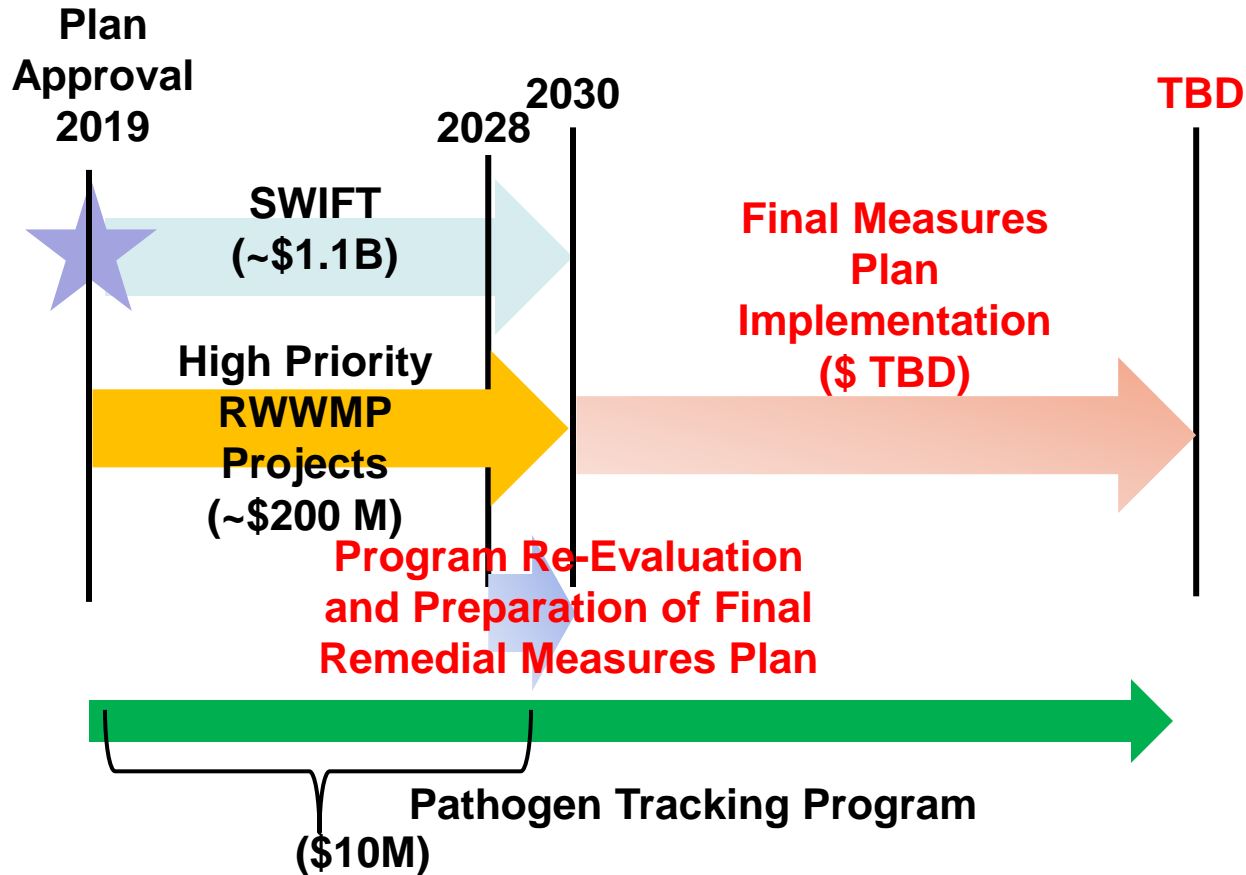 Plan
Approval
2019
2028
2030
TBD
SWIFT
(~$1.1B)
High Priority
RWWMP
Projects
(~$200 M)
Final Measures
Plan
Implementation
($ TBD)
Program Re-Evaluation
and Preparation of Final
Remedial Measures Plan
Pathogen Tracking Program
($10M)